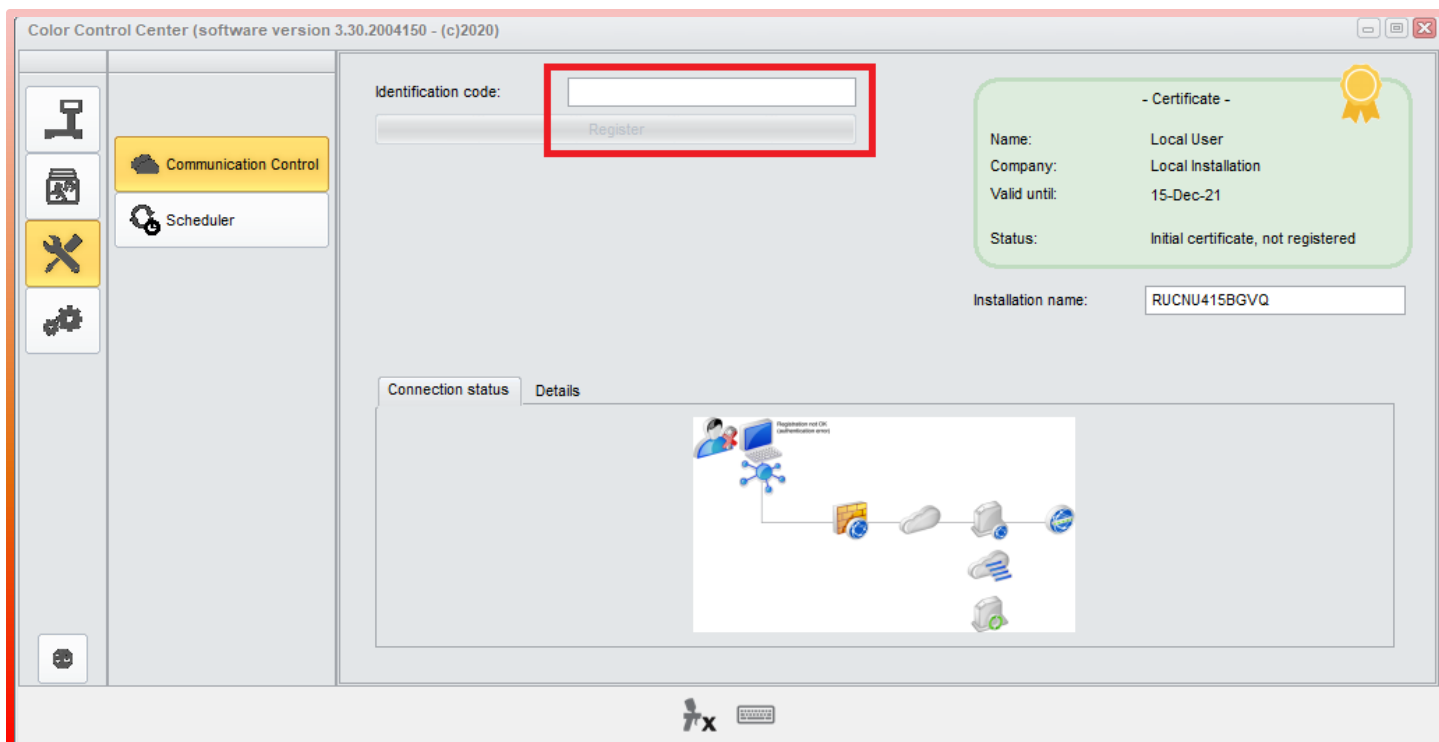 Color Control Center (software version 3.30.2004150 - (c)2020)
Identification code:
Register
Communication Control
Scheduler
- Certificate -
Name: Local User
Company: Local Installation
Valid until: 15-Dec-21
Status: Initial certificate, not registered
Installation name: RUCNU415BGVQ
Connection status Details
Registration not OK
(authentication error)
x